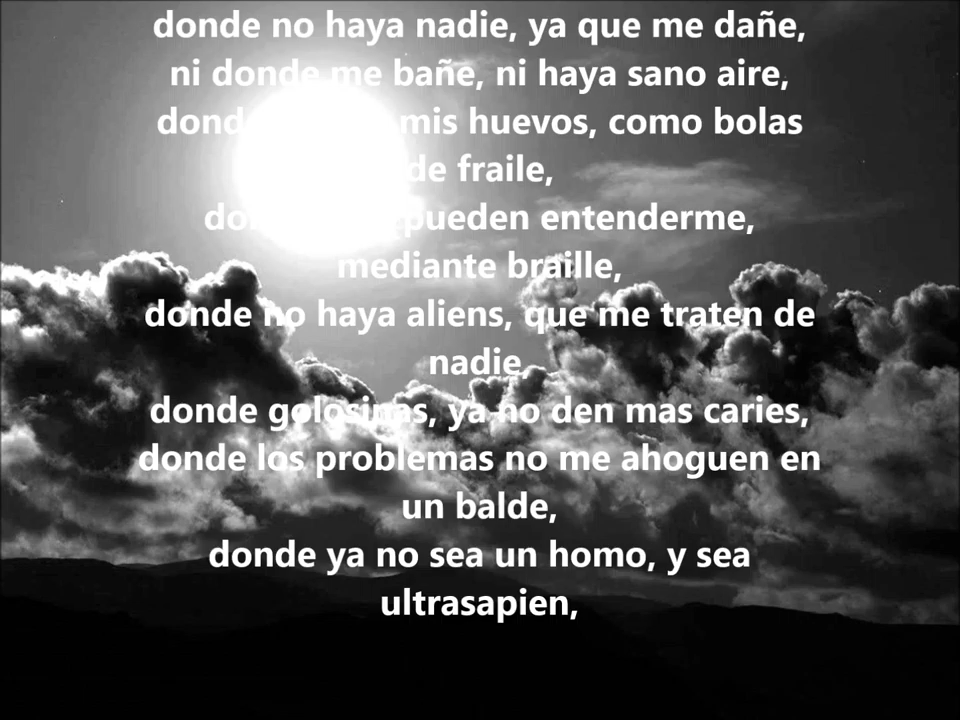 donde no haya nadie, ya que me dañe,
ni donde me bañe, ni haya sano aire,
mis huevos, como bolas
de fraile,
pueden entenderme,
mediante braille,
donde no haya aliens, que me traten de
nadie
donde golosinas, ya no den mas caries,
donde los problemas no me ahoguen en
un balde,
donde ya no sea un homo, y sea
ultrasapien,